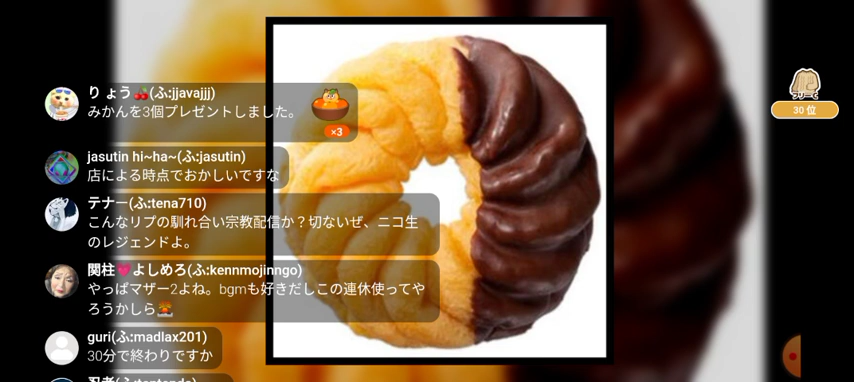 りょう🍒(ふ:jjavajjj)
みかんを3個プレゼントしました。
×3
jasutin hi~ha~(ふ:jasutin)
店による時点でおかしいですな
テナー(ふ:tena710)
こんなリプの馴れ合い宗教配信か？切ないぜ、ニコ生
のレジェンドよ。
関柱💗よしめろ(ふ:kennmojinngo)
やっぱマザー2よね。bgmも好きだしこの連休使ってや
ろうかしら🌋
guri(ふ:madlax201)
30分で終わりですか
30 位